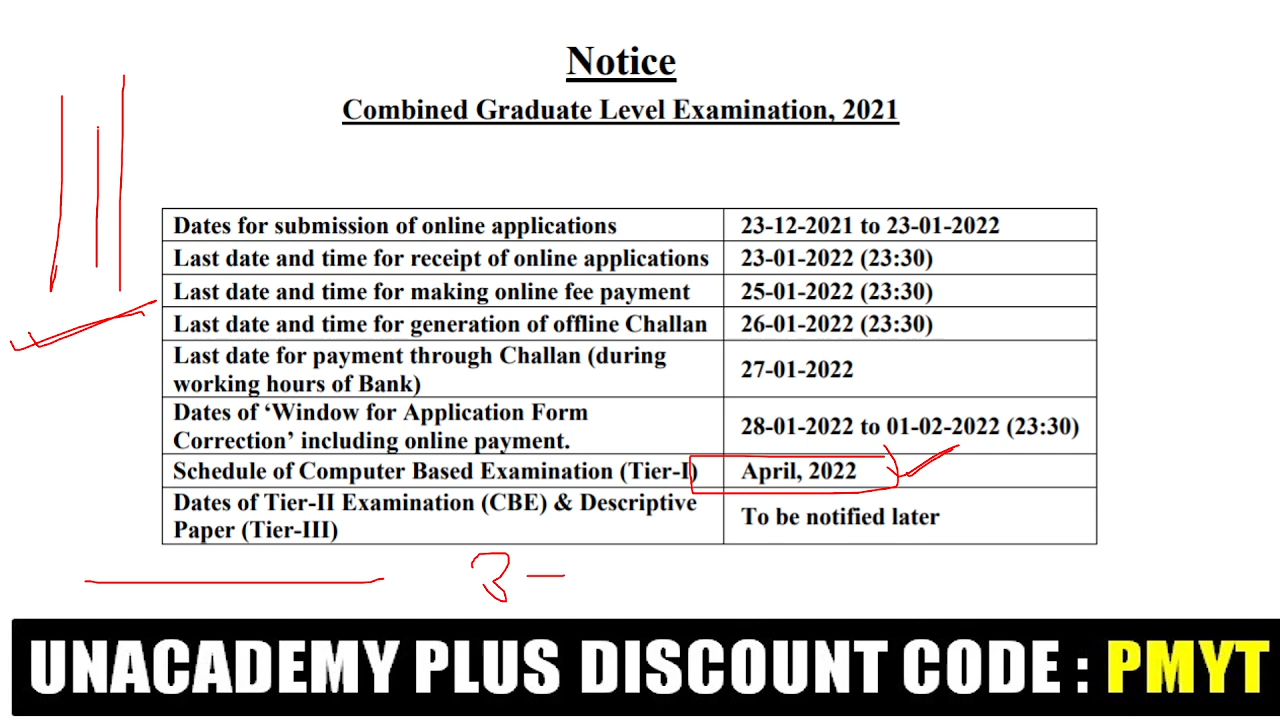 Notice
Combined Graduate Level Examination, 2021
Dates for submission of online applications 23-12-2021 to 23-01-2022
Last date and time for receipt of online applications 23-01-2022 (23:30)
Last date and time for making online fee payment 25-01-2022 (23:30)
Last date and time for generation of offline Challan 26-01-2022 (23:30)
Last date for payment through Challan (during
working hours of Bank) 27-01-2022
Dates of ‘Window for Application Form
Correction’ including online payment. 28-01-2022 to 01-02-2022 (23:30)
Schedule of Computer Based Examination (Tier-I) April, 2022
Dates of Tier-II Examination (CBE) & Descriptive
Paper (Tier-III) To be notified later
3 –
UNACADEMY PLUS DISCOUNT CODE : PMYT